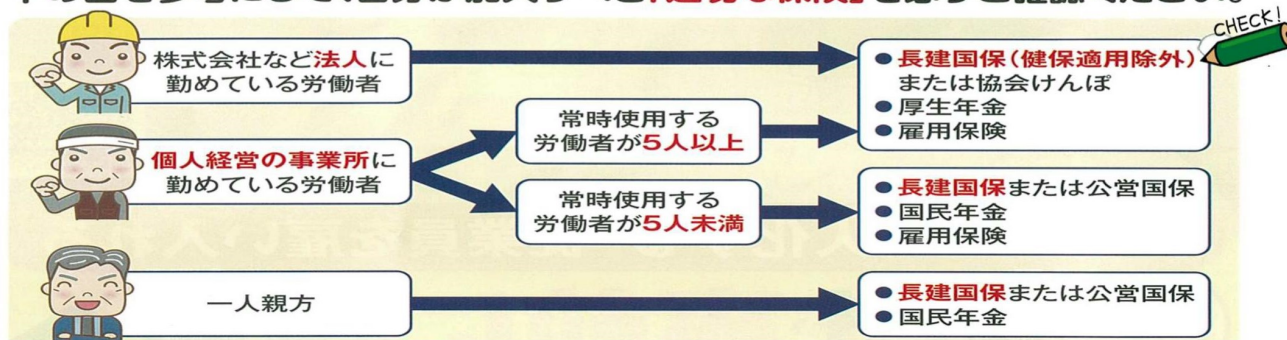 CHECK!
株式会社など法人に
勤めている労働者
●長建国保(健保適用除外)
または協会けんぽ
●厚生年金
●雇用保険
個人経営の事業所に
勤めている労働者
常時使用する
労働者が5人以上
常時使用する
労働者が5人未満
●長建国保または公営国保
●国民年金
●雇用保険
一人親方
●長建国保または公営国保
●国民年金